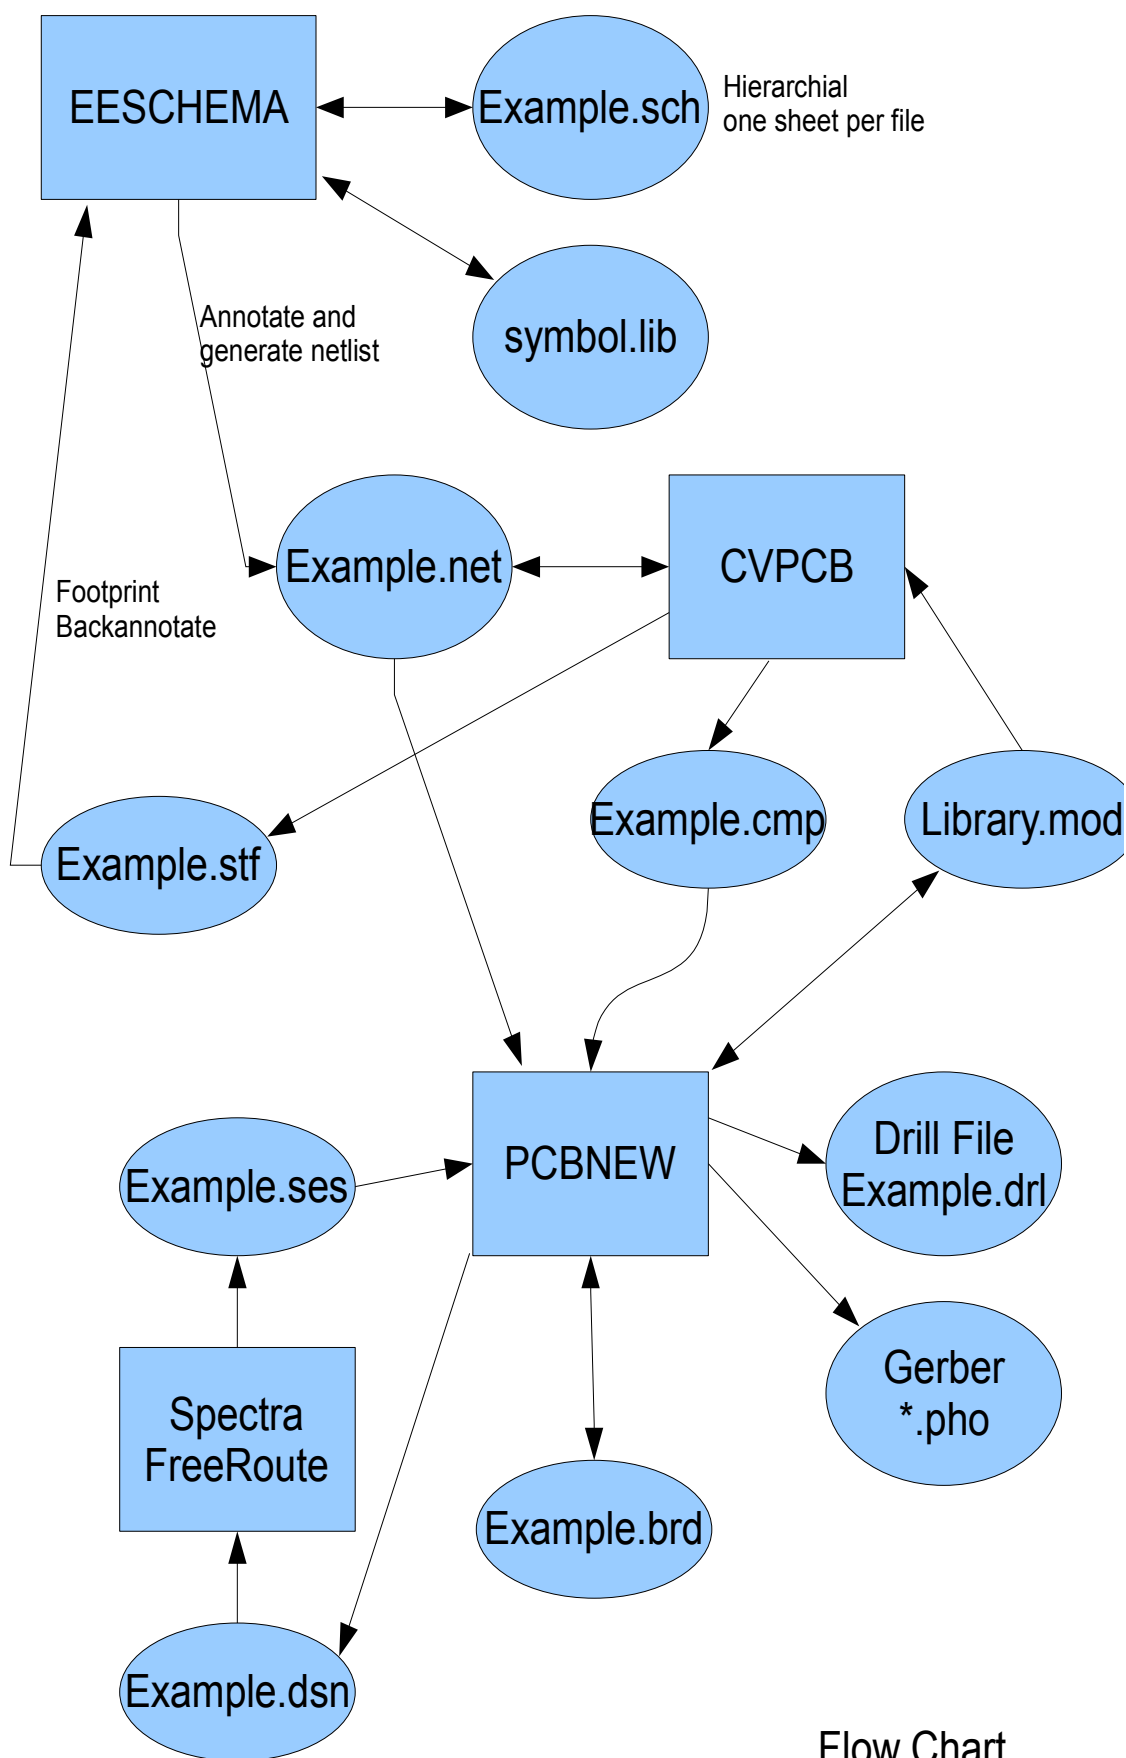 EESCHEMA
Example.sch
Hierarchial
one sheet per file
symbol.lib
Annotate and
generate netlist
Example.net
CVPCB
Footprint
Backannotate
Example.stf
Example.cmp
Library.mod
PCBNEW
Drill File
Example.drl
Example.ses
Gerber
*.pho
Spectra
FreeRoute
Example.brd
Example.dsn
Flow Chart